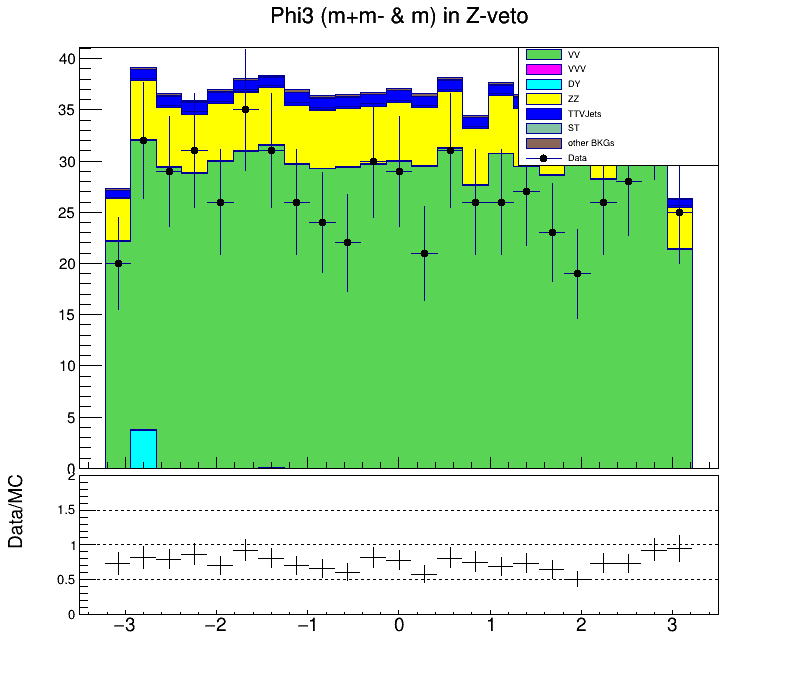 Phi3 (m+m- & m) in Z-veto
40
35
30
25
20
15
10
5
0
VV
VVV
DY
ZZ
TTVJets
ST
other BKGs
Data
Data/MC
2
1.5
1
0.5
0
−3 −2 −1 0 1 2 3